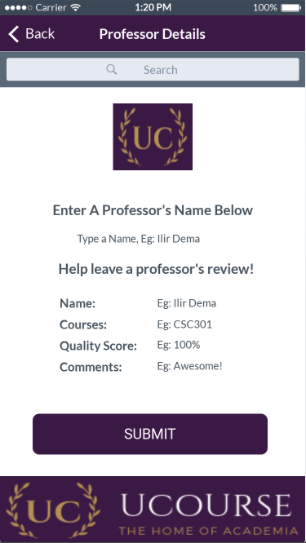 Carrier 1:20 PM 100%
Back Professor Details
Search
UC
Enter A Professor's Name Below
Type a Name, Eg: Ilir Dema
Help leave a professor's review!
Name: Eg: Ilir Dema
Courses: Eg: CSC301
Quality Score: Eg: 100%
Comments: Eg: Awesome!
SUBMIT
UC UCOURSE
THE HOME OF ACADEMIA